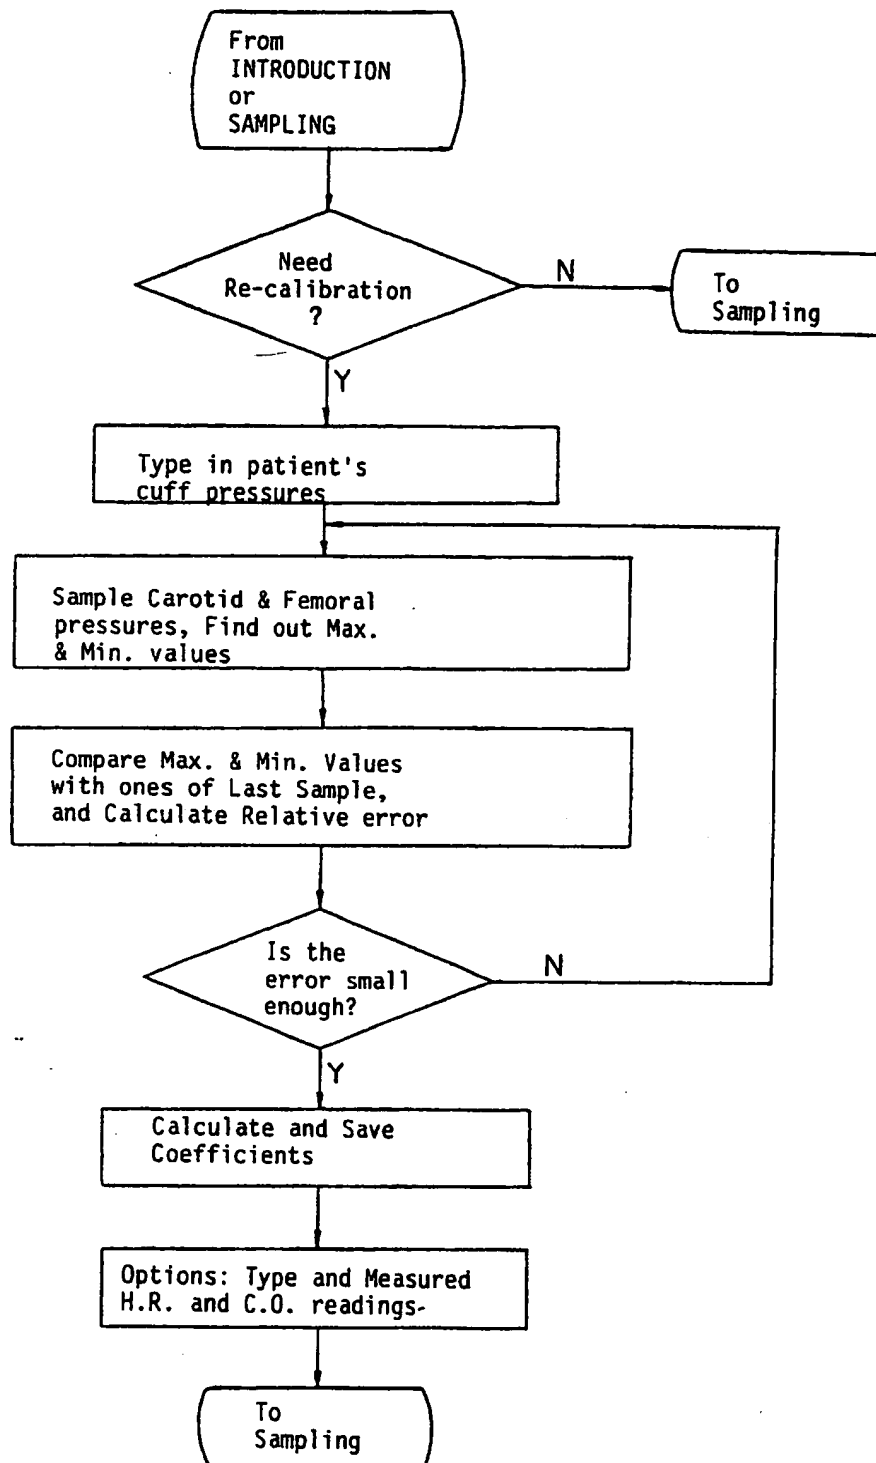 From
INTRODUCTION
or
SAMPLING
Need
Re-calibration
?
N
To
Sampling
Y
Type in patient's
cuff pressures
Sample Carotid & Femoral
pressures, Find out Max.
& Min. values
Compare Max. & Min. Values
with ones of Last Sample,
and Calculate Relative error
Is the
error small
enough?
N
Y
Calculate and Save
Coefficients
Options: Type and Measured
H.R. and C.O. readings-
To
Sampling